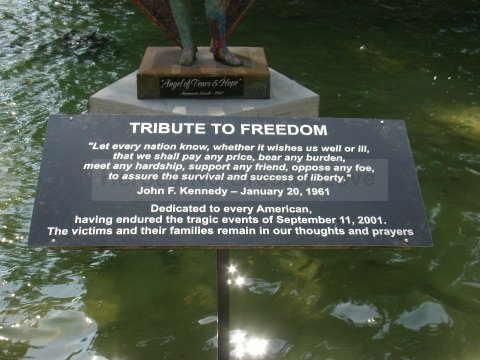 "Angel of Tears & Hope"
TRIBUTE TO FREEDOM
"Let every nation know, whether it wishes us well or ill,
that we shall pay any price, bear any burden,
meet any hardship, support any friend, oppose any foe,
to assure the survival and success of liberty."
John F. Kennedy – January 20, 1961
Dedicated to every American,
having endured the tragic events of September 11, 2001.
The victims and their families remain in our thoughts and prayers